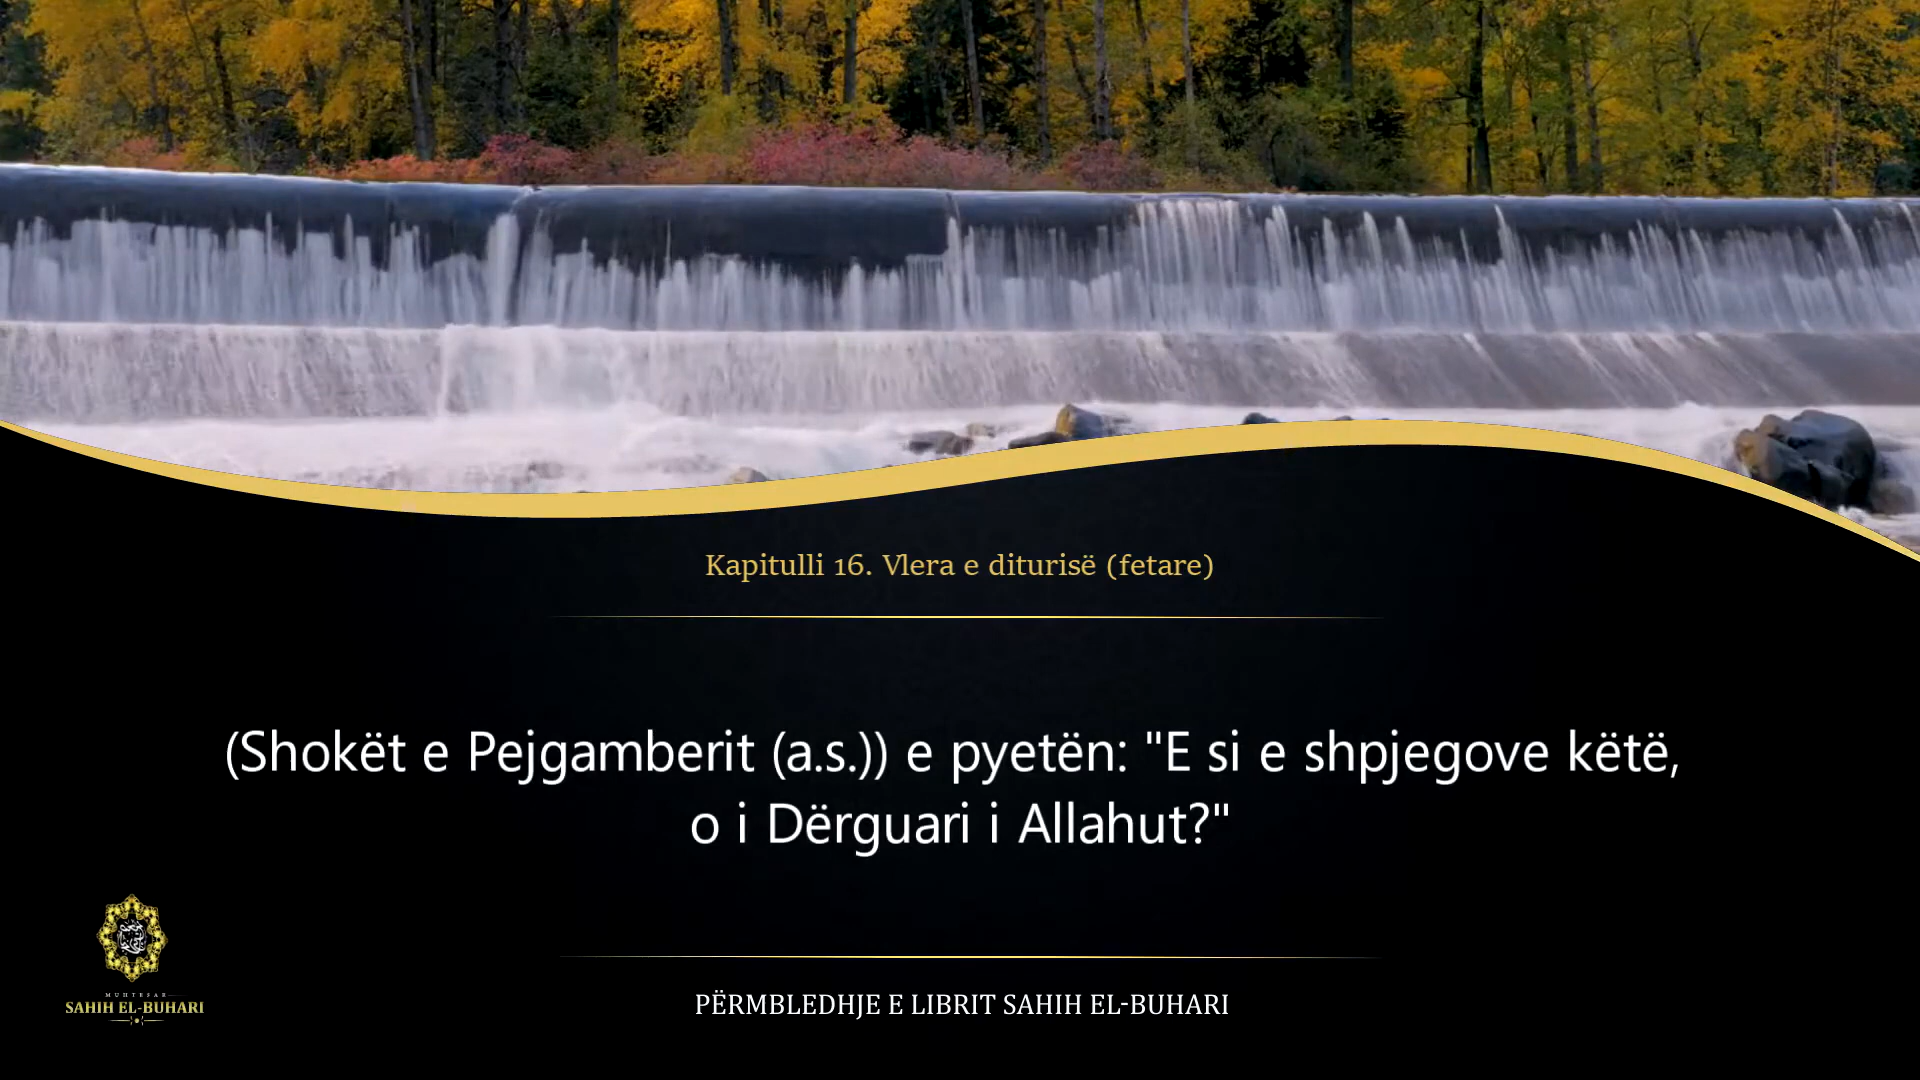 Kapitulli 16. Vlera e diturisë (fetare)
(Shokët e Pejgamberit (a.s.)) e pyetën: "E si e shpjegove këtë,
o i Dërguari i Allahut?"
MUHTESAR
SAHIH EL-BUHARI
PËRMBLEDHJE E LIBRIT SAHIH EL-BUHARI